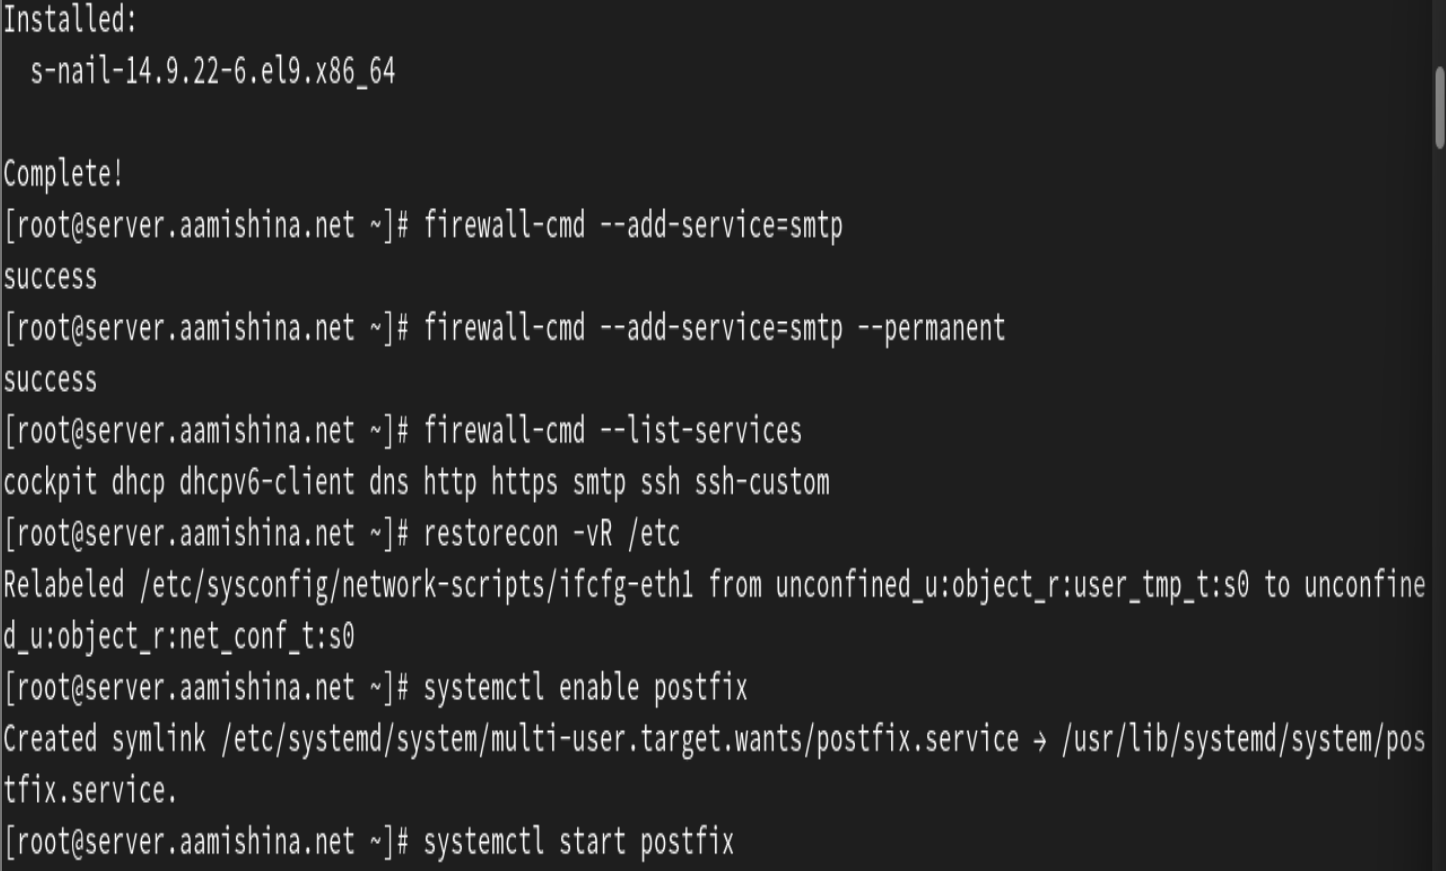 Installed:
  s-nail-14.9.22-6.el9.x86_64
Complete!
[root@server.aamishina.net ~]# firewall-cmd --add-service=smtp
success
[root@server.aamishina.net ~]# firewall-cmd --add-service=smtp --permanent
success
[root@server.aamishina.net ~]# firewall-cmd --list-services
cockpit dhcp dhcpv6-client dns http https smtp ssh ssh-custom
[root@server.aamishina.net ~]# restorecon -vR /etc
Relabeled /etc/sysconfig/network-scripts/ifcfg-eth1 from unconfined_u:object_r:user_tmp_t:s0 to unconfine
d_u:object_r:net_conf_t:s0
[root@server.aamishina.net ~]# systemctl enable postfix
Created symlink /etc/systemd/system/multi-user.target.wants/postfix.service → /usr/lib/systemd/system/pos
tfix.service.
[root@server.aamishina.net ~]# systemctl start postfix